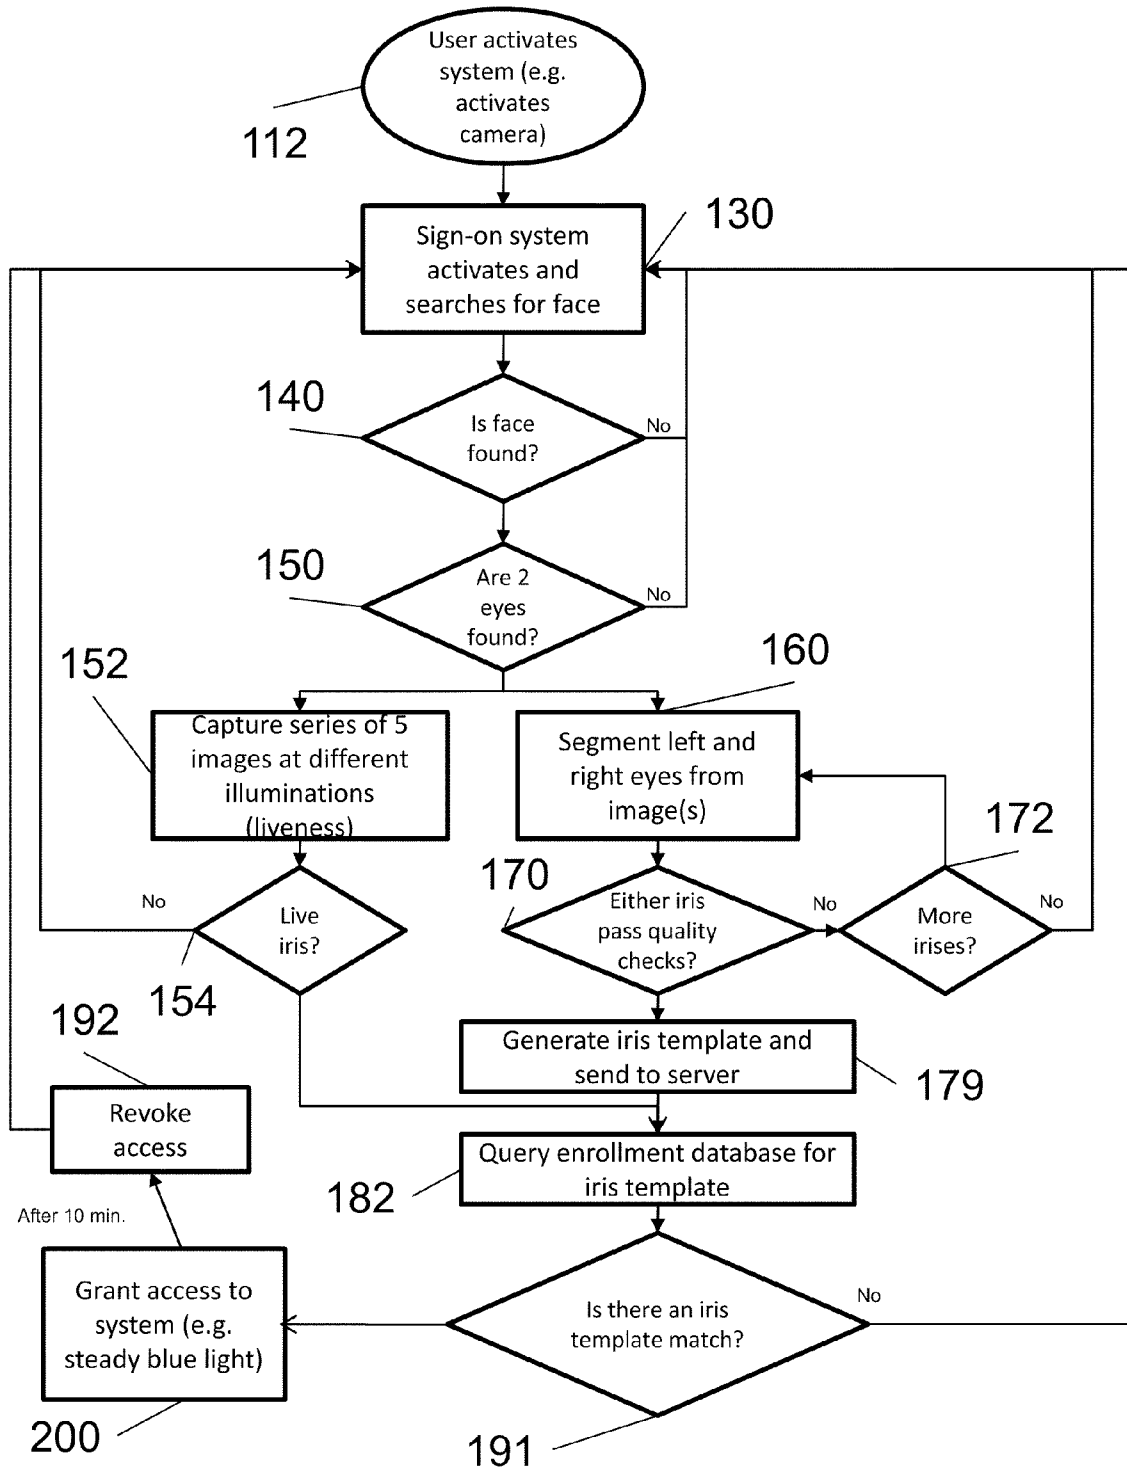 User activates
system (e.g.
activates
camera)
112
130
Sign-on system
activates and
searches for face
140
Is face
found?
No
150
Are 2
eyes
found?
No
152
160
Capture series of 5
images at different
illuminations
(liveness)
Segment left and
right eyes from
image(s)
172
170
No
Live
iris?
Either iris
pass quality
checks?
No
More
irises?
No
154
192
Generate iris template and
send to server
179
Revoke
access
Query enrollment database for
iris template
182
After 10 min.
Grant access to
system (e.g.
steady blue light)
Is there an iris
template match?
No
200
191